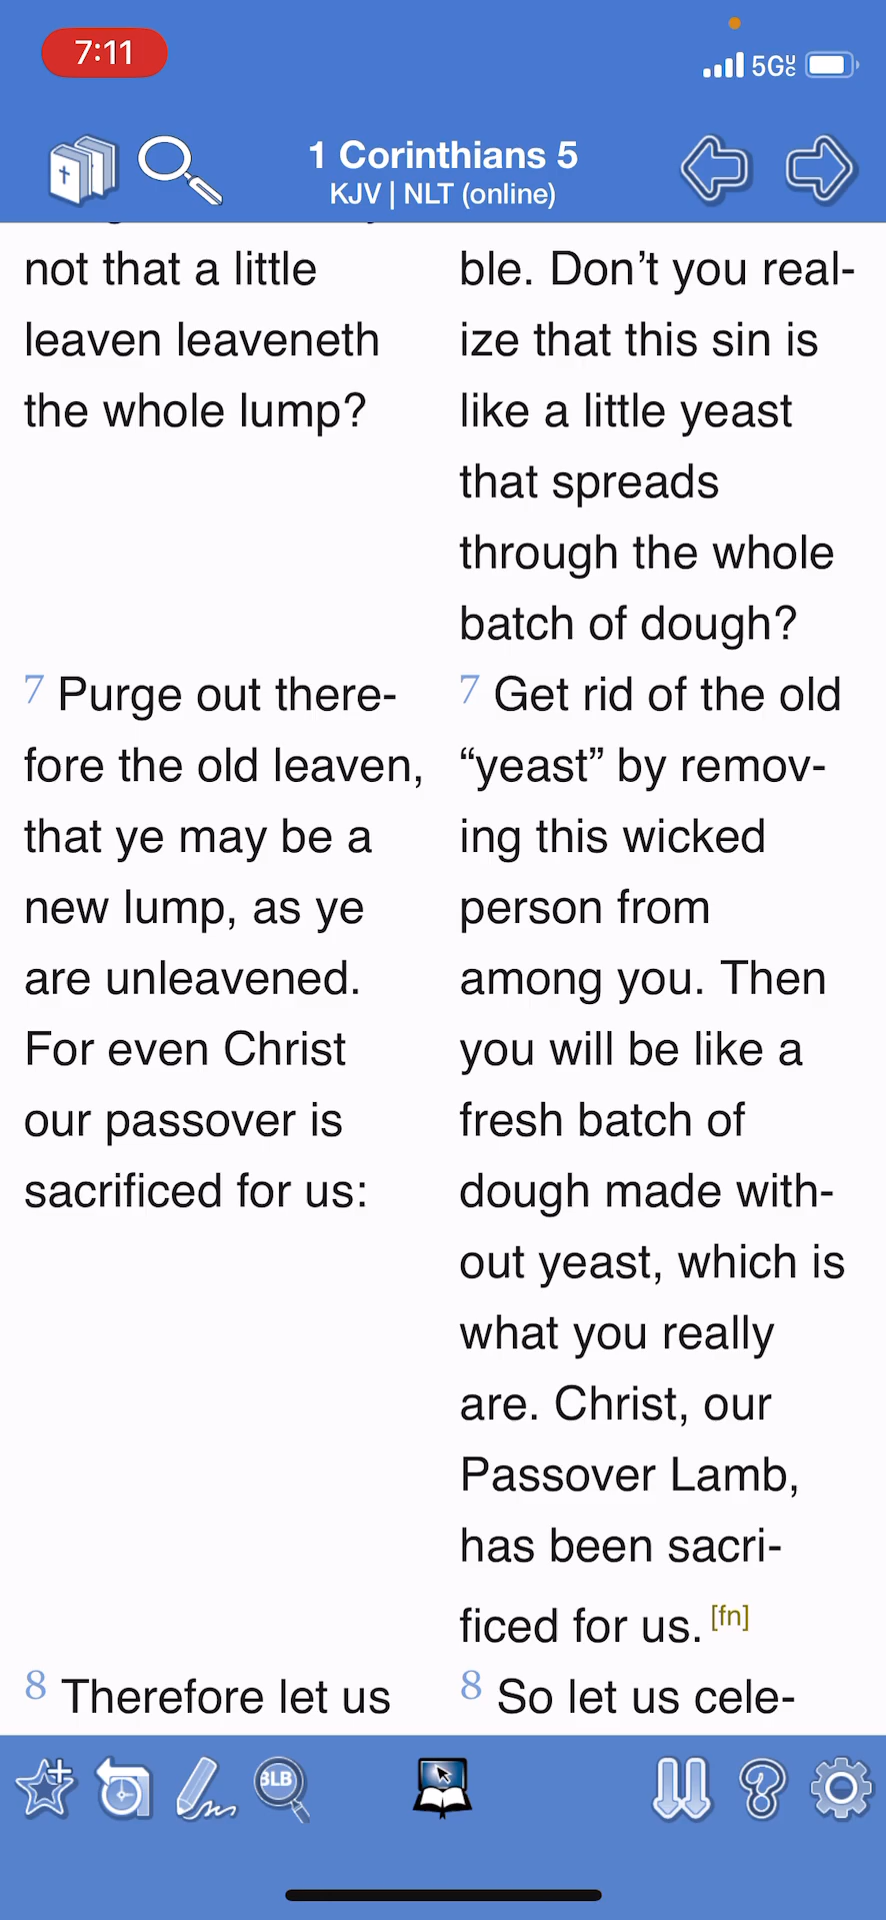 7:11
5G UC
1 Corinthians 5
KJV | NLT (online)
not that a little
leaven leaveneth
the whole lump?
7 Purge out there-
fore the old leaven,
that ye may be a
new lump, as ye
are unleavened.
For even Christ
our passover is
sacrificed for us:
8 Therefore let us
ble. Don’t you real-
ize that this sin is
like a little yeast
that spreads
through the whole
batch of dough?
7 Get rid of the old
“yeast” by remov-
ing this wicked
person from
among you. Then
you will be like a
fresh batch of
dough made with-
out yeast, which is
what you really
are. Christ, our
Passover Lamb,
has been sacri-
ficed for us. [fn]
8 So let us cele-
BLB